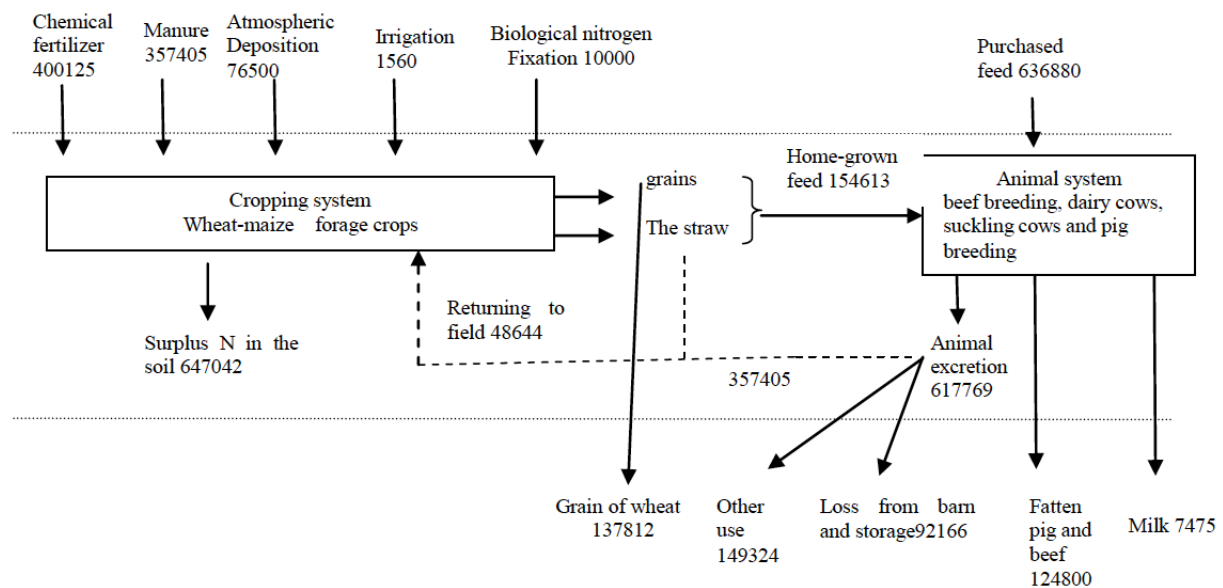 Chemical
fertilizer
400125
Manure
357405
Atmospheric
Deposition
76500
Irrigation
1560
Biological nitrogen
Fixation 10000
Purchased
feed 636880
Cropping system
Wheat-maize forage crops
grains
The straw
Home-grown
feed 154613
Animal system
beef breeding, dairy cows,
suckling cows and pig
breeding
Surplus N in the
soil 647042
Returning to
field 48644
357405
Animal
excretion
617769
Grain of wheat
137812
Other
use
149324
Loss from barn
and storage92166
Fatten
pig and
beef
124800
Milk 7475